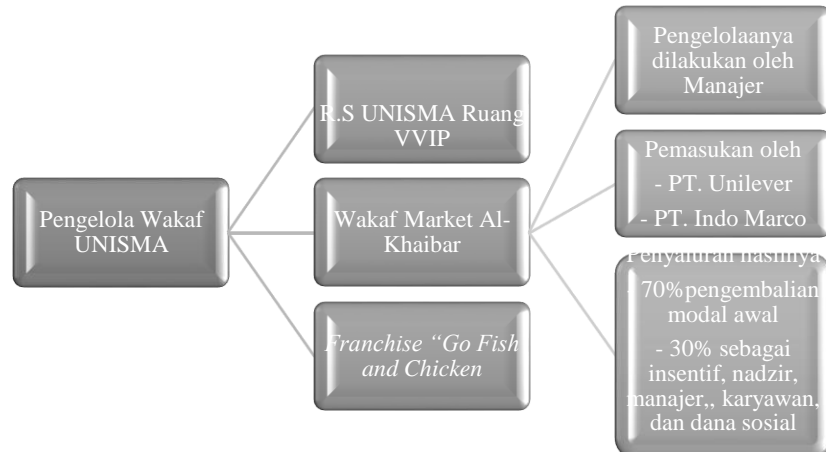 Pengelola Wakaf
UNISMA
R.S UNISMA Ruang
VVIP
Wakaf Market Al-
Khaibar
Franchise “Go Fish
and Chicken
Pengelolaanya
dilakukan oleh
Manajer
Pemasukan oleh
- PT. Unilever
- PT. Indo Marco
Penyaluran hasilnya
- 70%pengembalian
modal awal
- 30% sebagai
insentif, nadzir,
manajer,, karyawan,
dan dana sosial